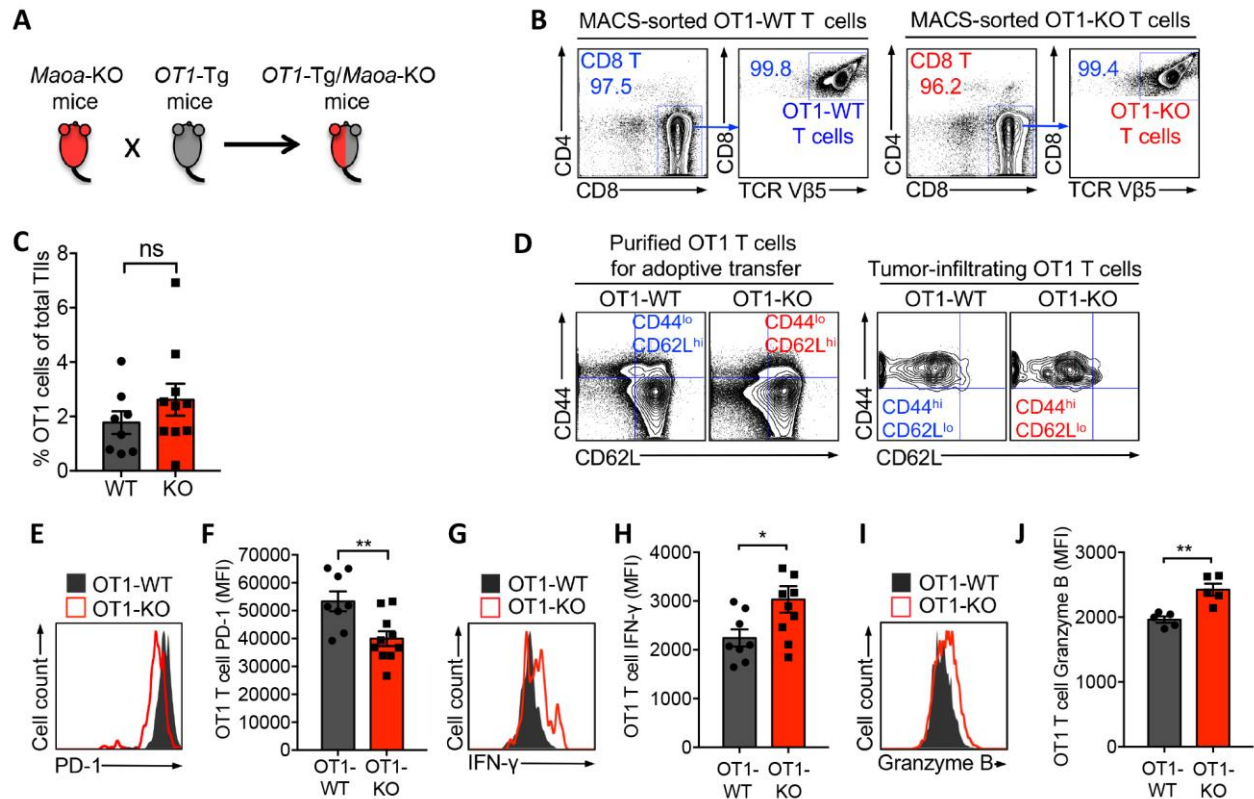 A
Maoa-KO
mice
x
OT1-Tg
mice
OT1-Tg/Maoa-KO
mice
B
MACS-sorted OT1-WT T cells
MACS-sorted OT1-KO T cells
CD4
CD8 T
97.5
CD8
CD8
99.8
OT1-WT
T cells
TCR Vβ5
CD4
CD8 T
96.2
CD8
CD8
99.4
OT1-KO
T cells
TCR Vβ5
C
% OT1 cells of total TIIs
8
6
4
2
0
ns
WT
KO
D
Purified OT1 T cells
for adoptive transfer
Tumor-infiltrating OT1 T cells
OT1-WT
OT1-KO
OT1-WT
OT1-KO
CD44
CD44lo
CD62Lhi
CD44lo
CD62Lhi
CD62L
CD44
CD44hi
CD62Llo
CD44hi
CD62Llo
CD62L
E
OT1-WT
OT1-KO
Cell count
PD-1
F
OT1 T cell PD-1 (MFI)
70000
60000
50000
40000
30000
20000
10000
0
**
OT1-
WT
OT1-
KO
G
OT1-WT
OT1-KO
Cell count
IFN-γ
H
OT1 T cell IFN-γ (MFI)
4000
3000
2000
1000
0
*
OT1-
WT
OT1-
KO
I
OT1-WT
OT1-KO
Cell count
Granzyme B
J
OT1 T cell Granzyme B (MFI)
3000
2000
1000
0
**
OT1-
WT
OT1-
KO